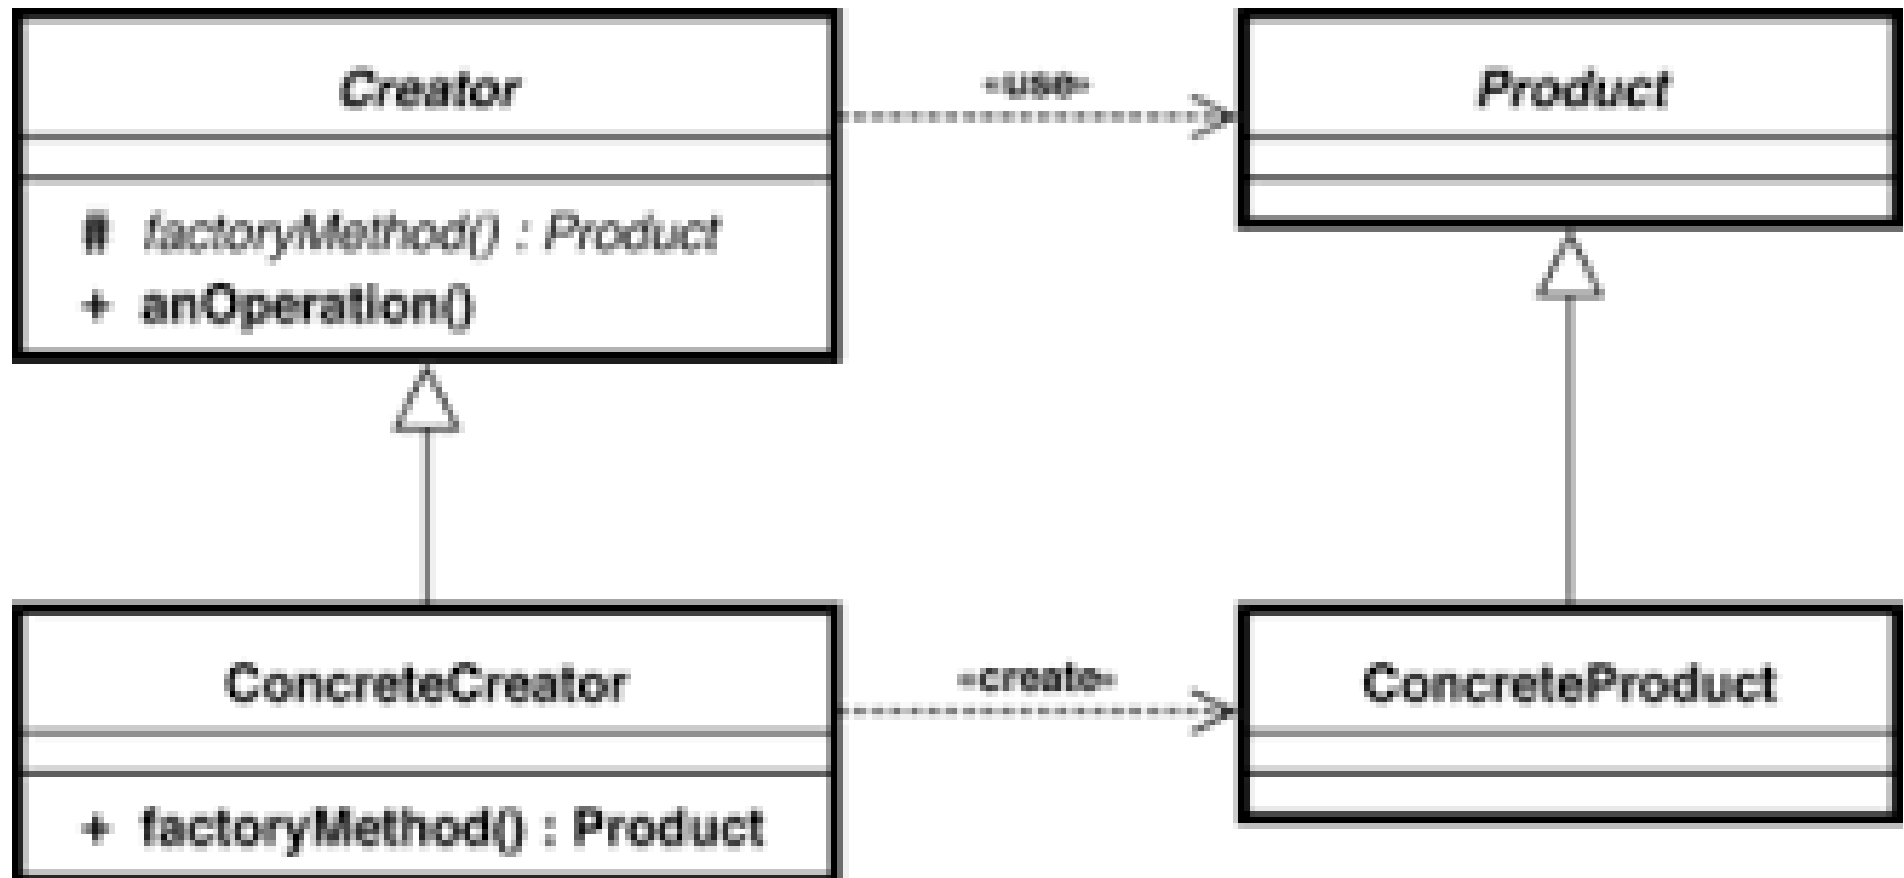 Creator
«use»
Product
# factoryMethod() : Product
+ anOperation()
ConcreteCreator
«create»
ConcreteProduct
+ factoryMethod() : Product